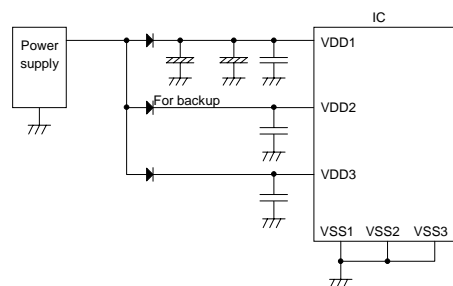 IC
Power
supply
VDD1
For backup
VDD2
VDD3
VSS1 VSS2 VSS3